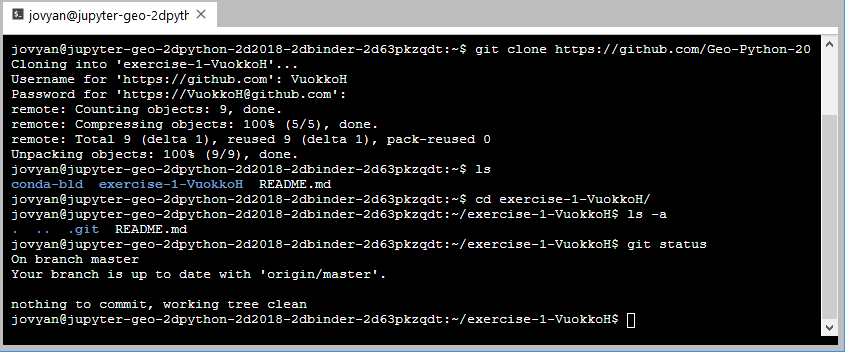 jovyan@jupyter-geo-2dpyth
jovyan@jupyter-geo-2dpython-2d2018-2dbinder-2d63pkzqdt:~$ git clone https://github.com/Geo-Python-20
Cloning into 'exercise-1-VuokkoH'...
Username for 'https://github.com': VuokkoH
Password for 'https://VuokkoH@github.com':
remote: Counting objects: 9, done.
remote: Compressing objects: 100% (5/5), done.
remote: Total 9 (delta 1), reused 9 (delta 1), pack-reused 0
Unpacking objects: 100% (9/9), done.
jovyan@jupyter-geo-2dpython-2d2018-2dbinder-2d63pkzqdt:~$ ls
conda-bld  exercise-1-VuokkoH  README.md
jovyan@jupyter-geo-2dpython-2d2018-2dbinder-2d63pkzqdt:~$ cd exercise-1-VuokkoH/
jovyan@jupyter-geo-2dpython-2d2018-2dbinder-2d63pkzqdt:~/exercise-1-VuokkoH$ ls -a
.  ..  .git  README.md
jovyan@jupyter-geo-2dpython-2d2018-2dbinder-2d63pkzqdt:~/exercise-1-VuokkoH$ git status
On branch master
Your branch is up to date with 'origin/master'.
nothing to commit, working tree clean
jovyan@jupyter-geo-2dpython-2d2018-2dbinder-2d63pkzqdt:~/exercise-1-VuokkoH$